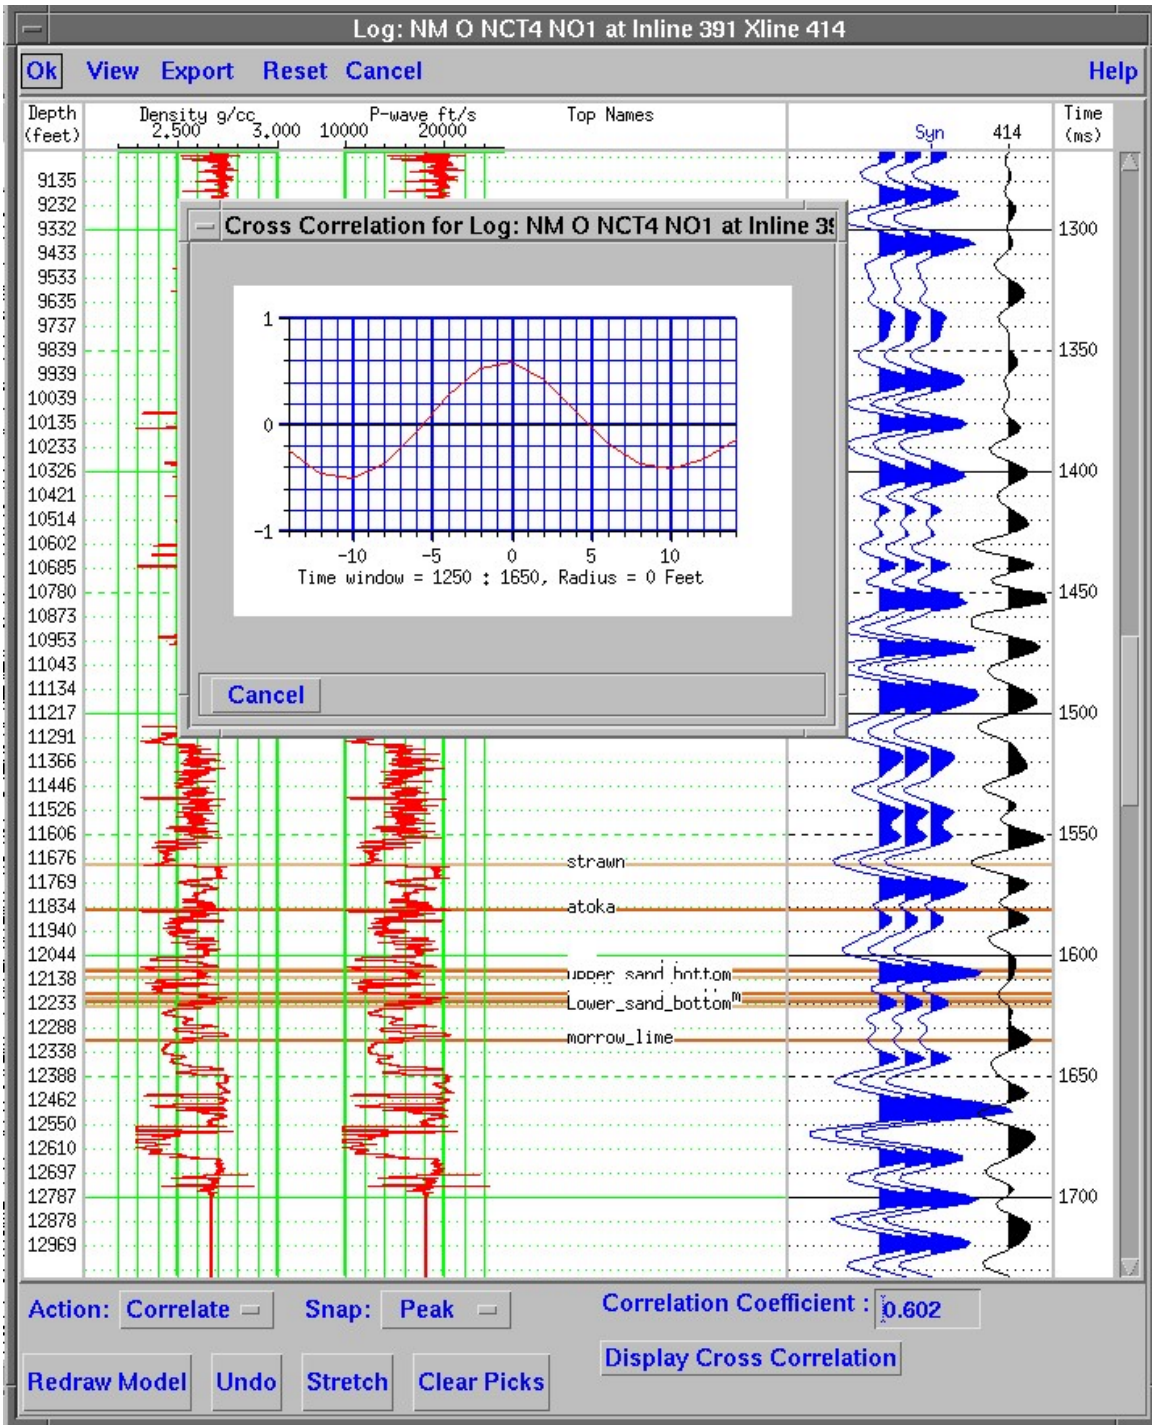 Log: NM O NCT4 NO1 at Inline 391 Xline 414
Ok View Export Reset Cancel Help
Depth (feet)
Density g/cc
2.500 3.000
P-wave ft/s
10000 20000
Top Names
Syn 414
Time (ms)
9135
9232
9332
9433
9533
9635
9737
9839
9939
10039
10135
10233
10326
10421
10514
10602
10685
10780
10873
10953
11043
11134
11217
11291
11366
11446
11526
11606
11676
11769
11834
11940
12044
12138
12233
12288
12338
12388
12462
12550
12610
12697
12787
12878
12969
Cross Correlation for Log: NM O NCT4 NO1 at Inline 39
1
0
-1
-10 -5 0 5 10
Time window = 1250 : 1650, Radius = 0 Feet
Cancel
strawn
atoka
upper_sand_bottom
Lower_sand_bottom
morrow_lime
1300
1350
1400
1450
1500
1550
1600
1650
1700
Action: Correlate Snap: Peak Correlation Coefficient : 0.602
Display Cross Correlation
Redraw Model Undo Stretch Clear Picks